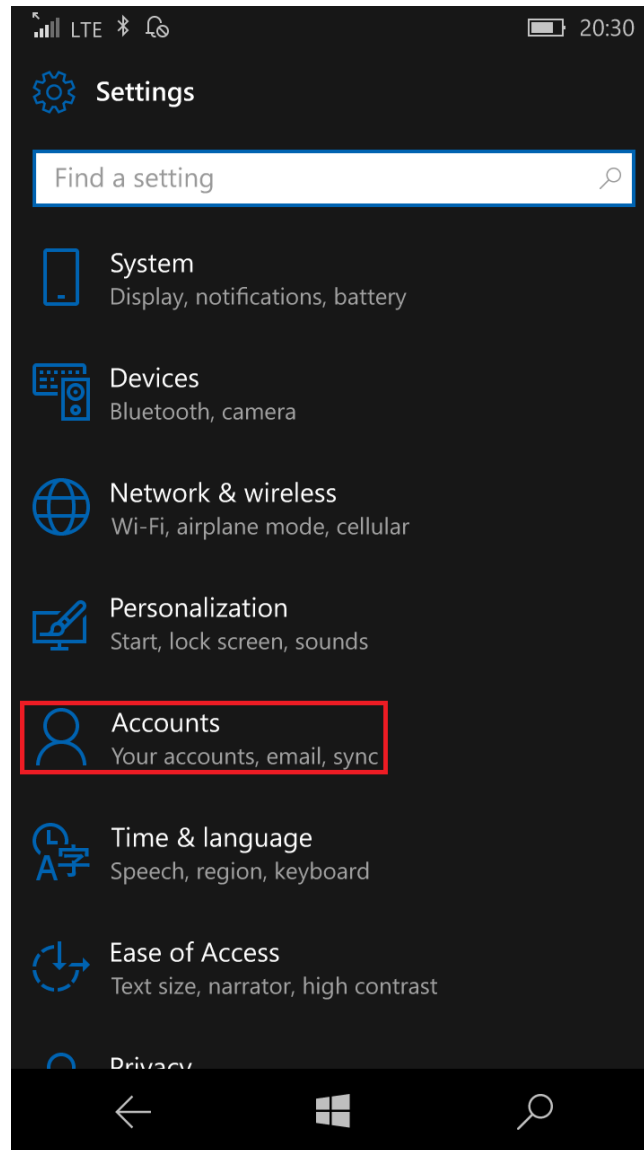 LTE 20:30
Settings
Find a setting
System
Display, notifications, battery
Devices
Bluetooth, camera
Network & wireless
Wi-Fi, airplane mode, cellular
Personalization
Start, lock screen, sounds
Accounts
Your accounts, email, sync
Time & language
Speech, region, keyboard
Ease of Access
Text size, narrator, high contrast
Privacy